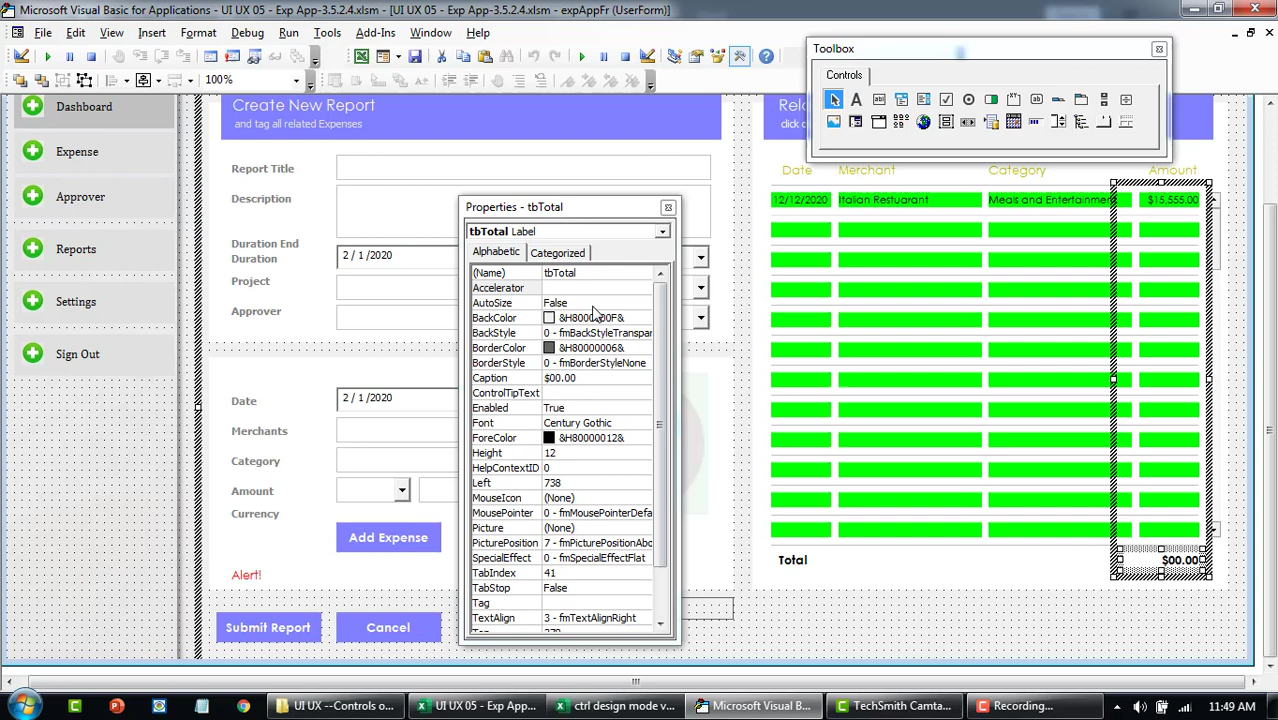 Microsoft Visual Basic for Applications - UI UX 05 - Exp App-3.5.2.4.xlsm - [UI UX 05 - Exp App-3.5.2.4.xlsm - expAppFr (UserForm)]
File Edit View Insert Format Debug Run Tools Add-Ins Window Help
100%
Toolbox
Controls
Dashboard
Expense
Approver
Reports
Settings
Sign Out
Create New Report
and tag all related Expenses
Report Title
Description
Duration End
Duration
2 / 1 /2020
Project
Approver
Date
2 / 1 /2020
Merchants
Category
Amount
Currency
Add Expense
Alert!
Submit Report
Cancel
Properties - tbTotal
tbTotal Label
Alphabetic Categorized
(Name) tbTotal
Accelerator
AutoSize False
BackColor
BackStyle 0 - fmBackStyleTranspar
BorderColor &H80000006&
BorderStyle 0 - fmBorderStyleNone
Caption $00.00
ControlTipText
Enabled True
Font Century Gothic
ForeColor &H80000012&
Height 12
HelpContextID 0
Left 738
MouseIcon (None)
MousePointer 0 - fmMousePointerDefa
Picture (None)
PicturePosition 7 - fmPicturePositionAbo
SpecialEffect 0 - fmSpecialEffectFlat
TabIndex 41
TabStop False
Tag
TextAlign 3 - fmTextAlignRight
Rela
click c
Date Merchant Category Amount
12/12/2020 Italian Restuarant Meals and Entertainment $15,555.00
Total $00.00
UI UX --Controls o...
UI UX 05 - Exp App...
ctrl design mode v...
Microsoft Visual B...
TechSmith Camta...
Recording...
11:49 AM